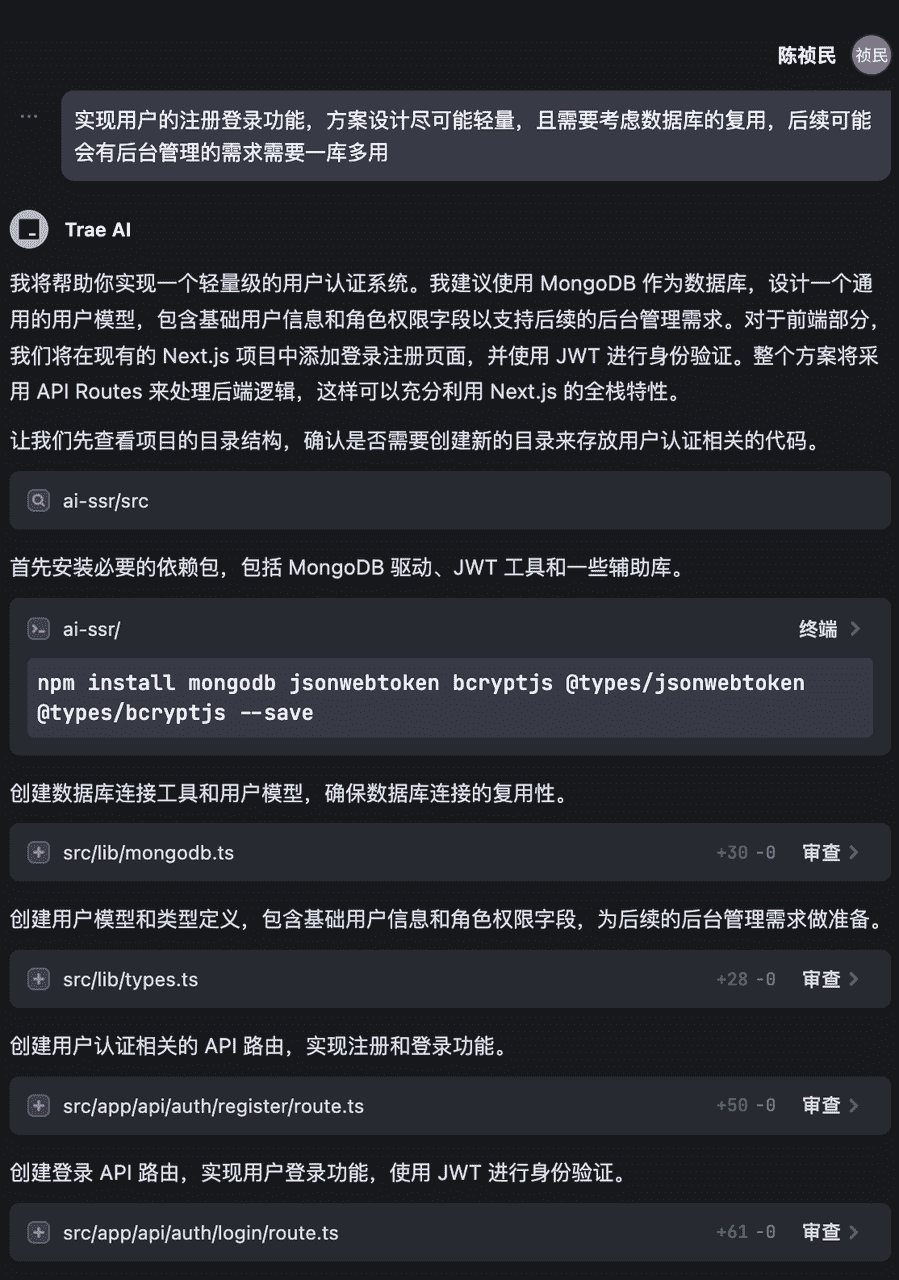 陈祯民
祯民
实现用户的注册登录功能，方案设计尽可能轻量，且需要考虑数据库的复用，后续可能
会有后台管理的需求需要一库多用
Trae AI
我将帮助你实现一个轻量级的用户认证系统。我建议使用 MongoDB 作为数据库，设计一个通
用的用户模型，包含基础用户信息和角色权限字段以支持后续的后台管理需求。对于前端部分，
我们将在现有的 Next.js 项目中添加登录注册页面，并使用 JWT 进行身份验证。整个方案将采
用 API Routes 来处理后端逻辑，这样可以充分利用 Next.js 的全栈特性。
让我们先查看项目的目录结构，确认是否需要创建新的目录来存放用户认证相关的代码。
ai-ssr/src
首先安装必要的依赖包，包括 MongoDB 驱动、JWT 工具和一些辅助库。
ai-ssr/ 终端
npm install mongodb jsonwebtoken bcryptjs @types/jsonwebtoken
@types/bcryptjs --save
创建数据库连接工具和用户模型，确保数据库连接的复用性。
src/lib/mongodb.ts +30 -0 审查
创建用户模型和类型定义，包含基础用户信息和角色权限字段，为后续的后台管理需求做准备。
src/lib/types.ts +28 -0 审查
创建用户认证相关的 API 路由，实现注册和登录功能。
src/app/api/auth/register/route.ts +50 -0 审查
创建登录 API 路由，实现用户登录功能，使用 JWT 进行身份验证。
src/app/api/auth/login/route.ts +61 -0 审查